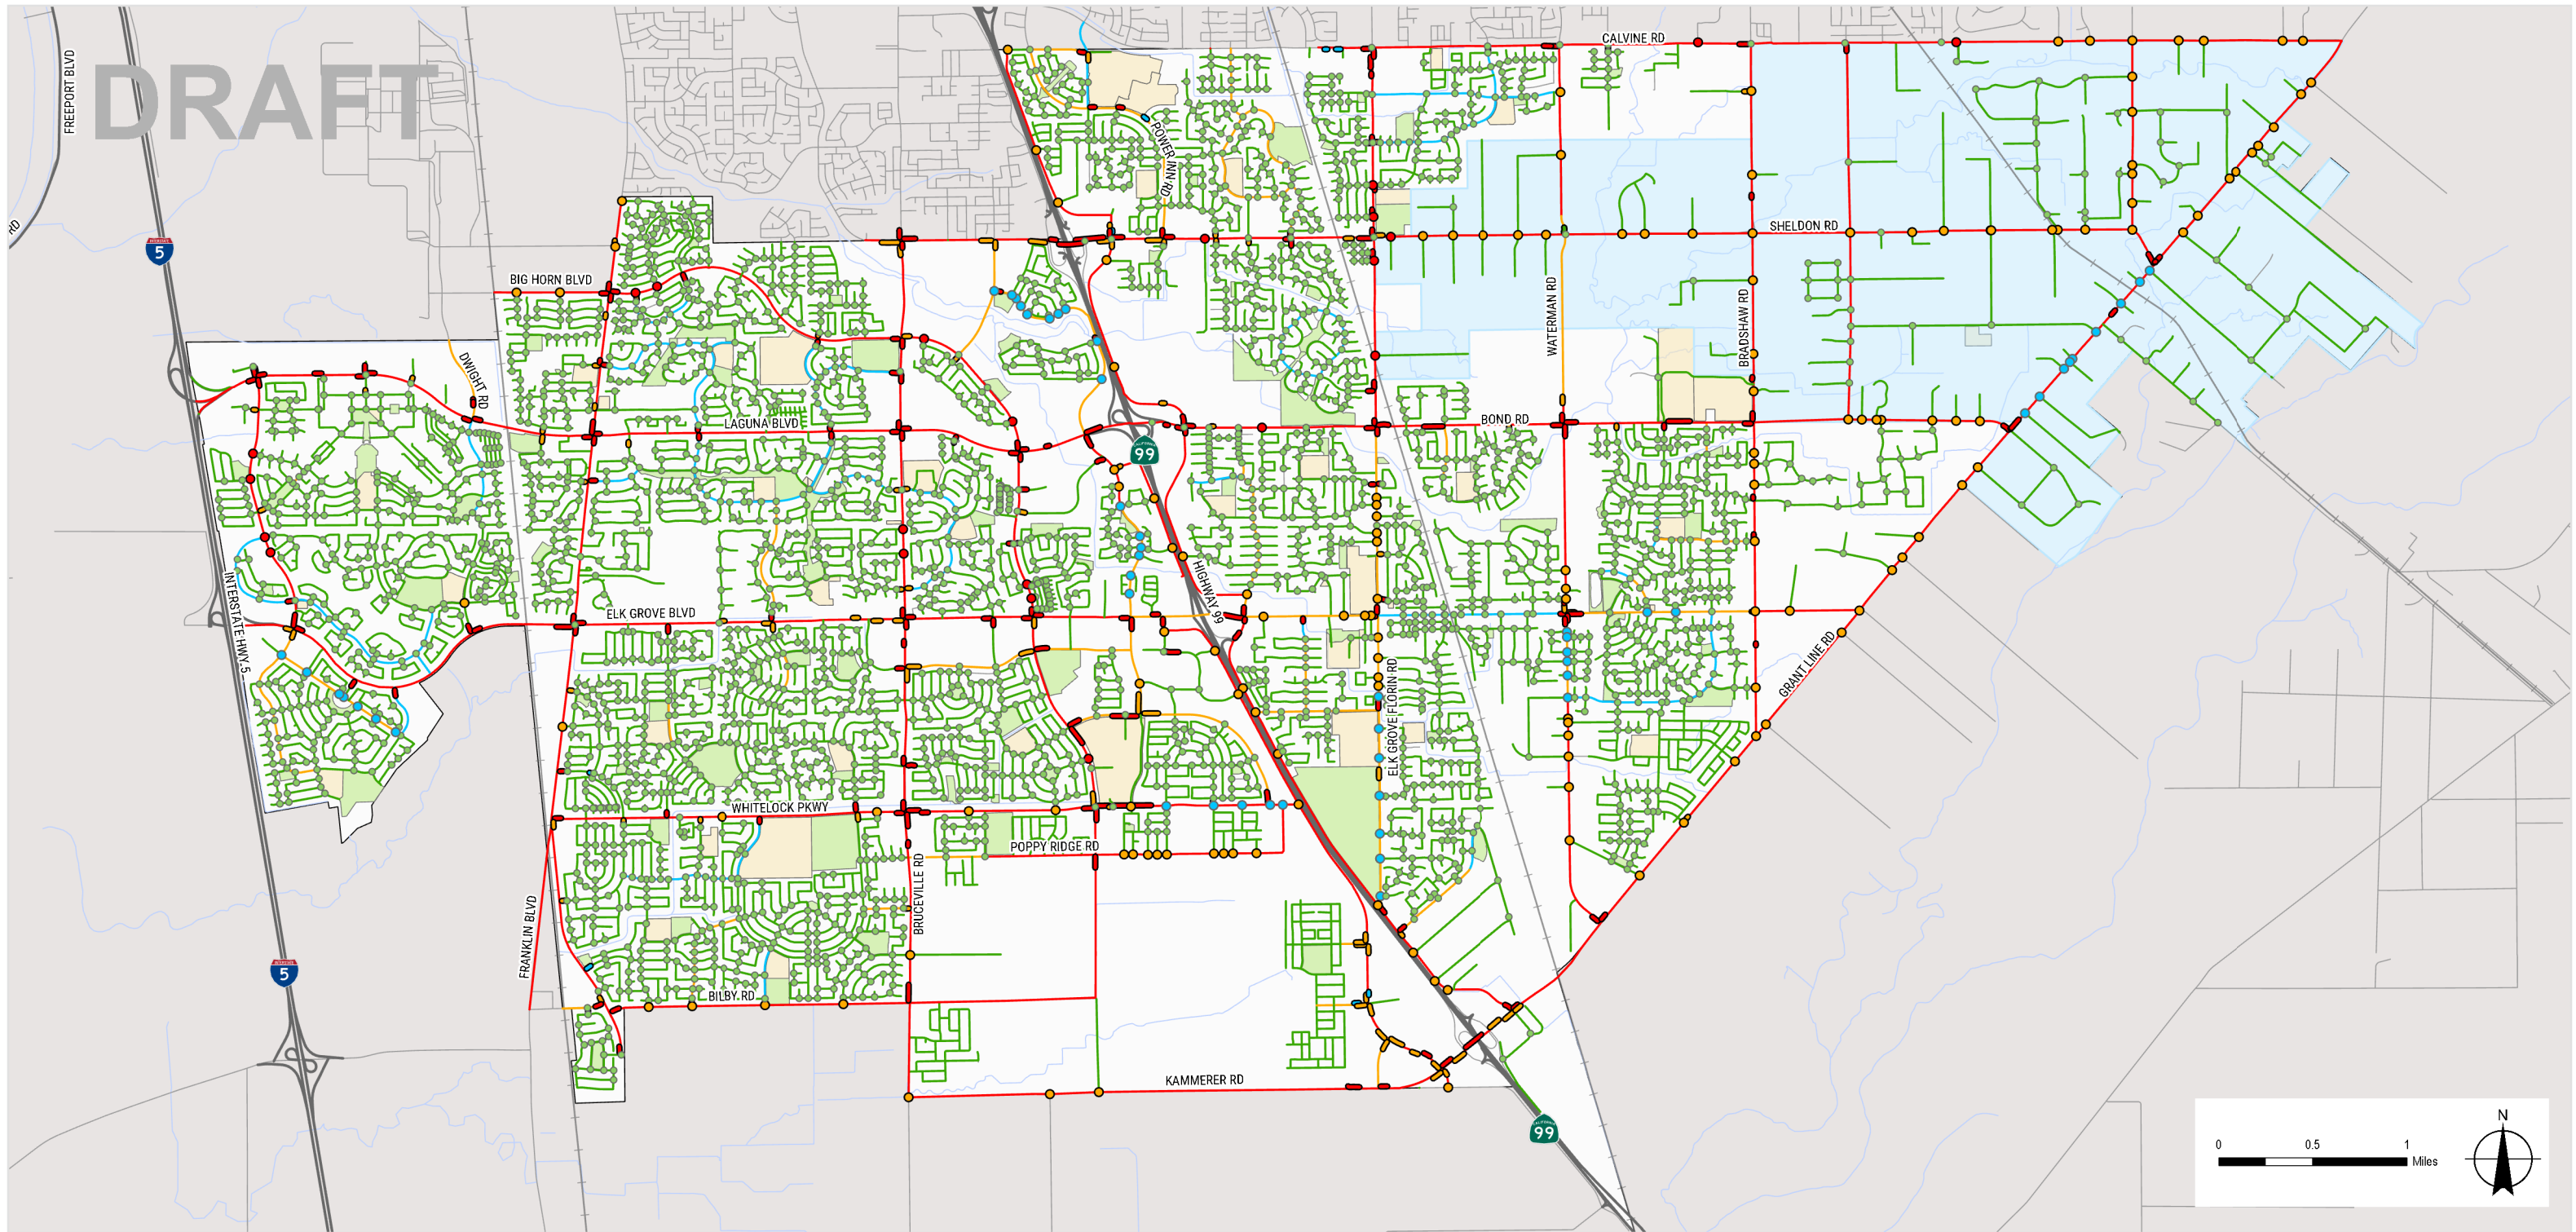 CALVINE RD
FREEPORT BLVD
DRAFT
POWER INN RD
RD
SHELDON RD
5
BIG HORN BLVD
WATERMAN RD
BRADSHAW RD
DWIGHT RD
LAGUNA BLVD
BOND RD
CALIFORNIA
99
INTERSTATE HWY 5
HIGHWAY 99
ELK GROVE BLVD
GRANT LINE RD
ELK GROVE FLORIN RD
WHITELOCK PKWY
POPPY RIDGE RD
BRUCEVILLE RD
FRANKLIN BLVD
5
BILBY RD
KAMMERER RD
CALIFORNIA
99
N
0 0.5 1
Miles